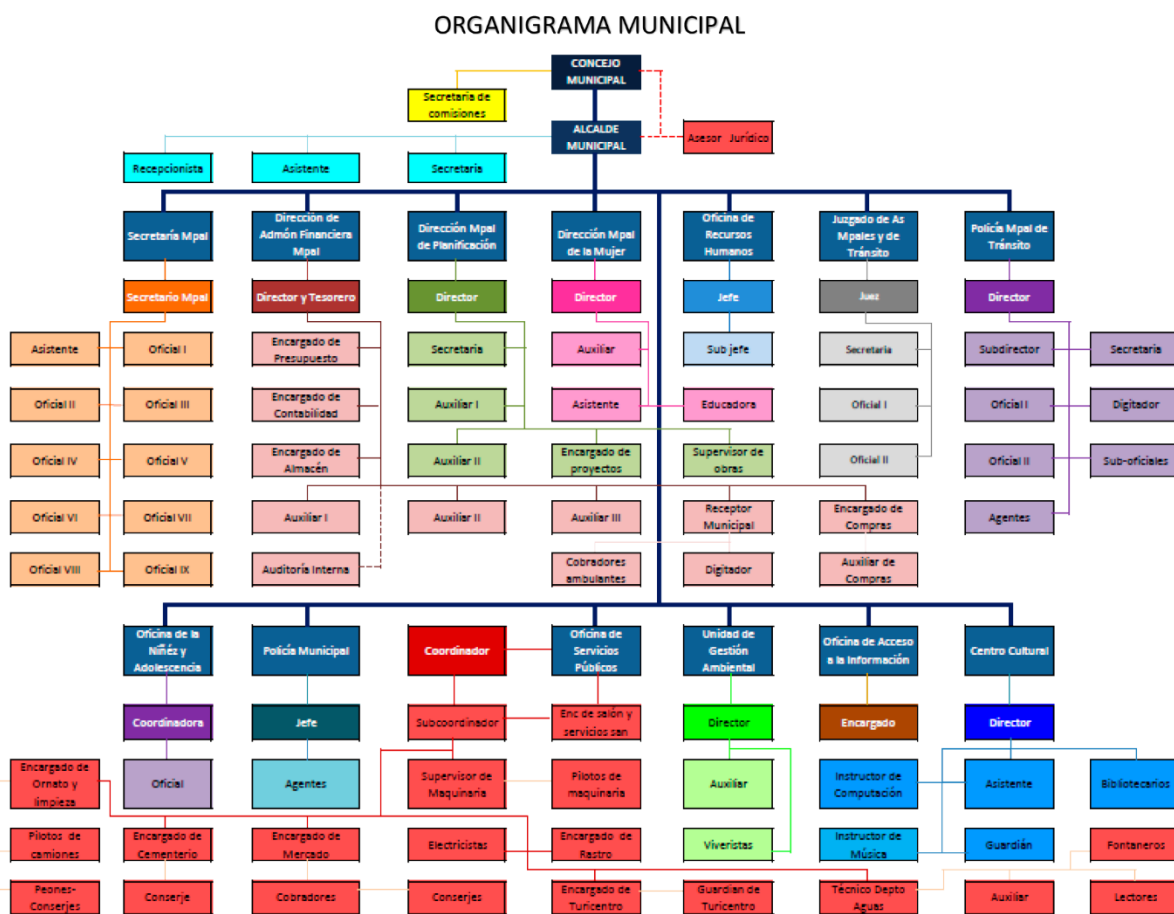 ORGANIGRAMA MUNICIPAL
CONCEJO
MUNICIPAL
Secretaría de
comisiones
ALCALDE
MUNICIPAL
Asesor Jurídico
Recepcionista
Asistente
Secretaria
Secretaría Mpal
Dirección de
Admón Financiera
Mpal
Dirección Mpal
de Planificación
Dirección Mpal
de la Mujer
Oficina de
Recursos
Humanos
Juzgado de As
Mpales y de
Tránsito
Policía Mpal de
Tránsito
Secretario Mpal
Director y Tesorero
Director
Director
Jefe
Juez
Director
Asistente
Oficial I
Encargado de
Presupuesto
Secretaria
Auxiliar
Sub jefe
Secretaria
Subdirector
Secretaria
Oficial II
Oficial III
Encargado de
Contabilidad
Auxiliar I
Asistente
Educadora
Oficial I
Oficial I
Digitador
Oficial IV
Oficial V
Encargado de
Almacén
Auxiliar II
Encargado de
proyectos
Supervisor de
obras
Oficial II
Oficial II
Sub-oficiales
Oficial VI
Oficial VII
Auxiliar I
Auxiliar II
Auxiliar III
Receptor
Municipal
Encargado de
Compras
Agentes
Oficial VIII
Oficial IX
Auditoría Interna
Cobradores
ambulantes
Digitador
Auxiliar de
Compras
Oficina de la
Niñéz y
Adolescencia
Policía Municipal
Coordinador
Oficina de
Servicios
Públicos
Unidad de
Gestión
Ambiental
Oficina de Acceso
a la Información
Centro Cultural
Coordinadora
Jefe
Subcoordinador
Enc de salón y
servicios san
Director
Encargado
Director
Encargado de
Ornato y
limpieza
Oficial
Agentes
Supervisor de
Maquinaria
Pilotos de
maquinaria
Auxiliar
Instructor de
Computación
Asistente
Bibliotecarios
Pilotos de
camiones
Encargado de
Cementerio
Encargado de
Mercado
Electricistas
Encargado de
Rastro
Viveristas
Instructor de
Música
Guardián
Fontaneros
Peones-
Conserjes
Conserje
Cobradores
Conserjes
Encargado de
Turicentro
Guardian de
Turicentro
Técnico Depto
Aguas
Auxiliar
Lectores